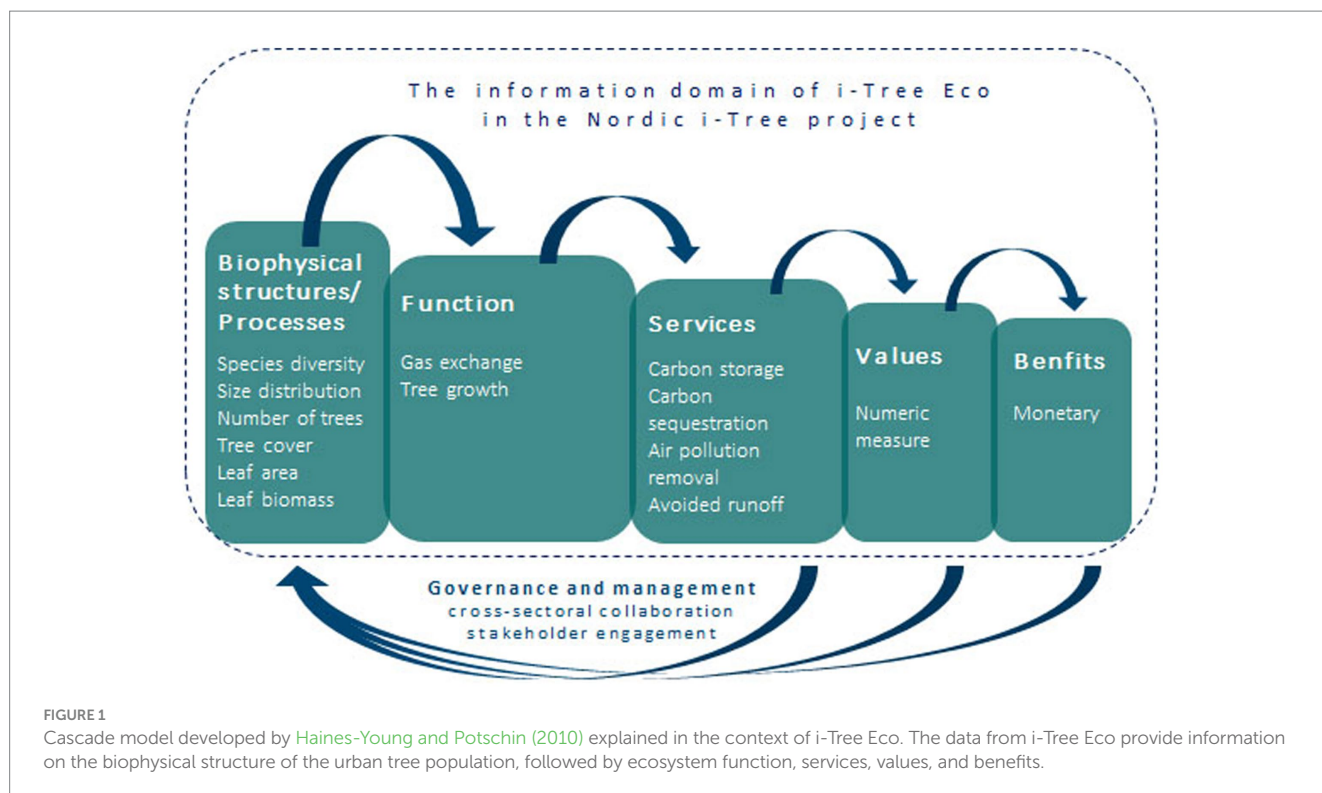 The information domain of i-Tree Eco
in the Nordic i-Tree project
Biophysical
structures/
Processes
Species diversity
Size distribution
Number of trees
Tree cover
Leaf area
Leaf biomass
Function
Gas exchange
Tree growth
Services
Carbon storage
Carbon
sequestration
Air pollution
removal
Avoided runoff
Values
Numeric
measure
Benfits
Monetary
Governance and management
cross-sectoral collaboration
stakeholder engagement
FIGURE 1
Cascade model developed by Haines-Young and Potschin (2010) explained in the context of i-Tree Eco. The data from i-Tree Eco provide information
on the biophysical structure of the urban tree population, followed by ecosystem function, services, values, and benefits.